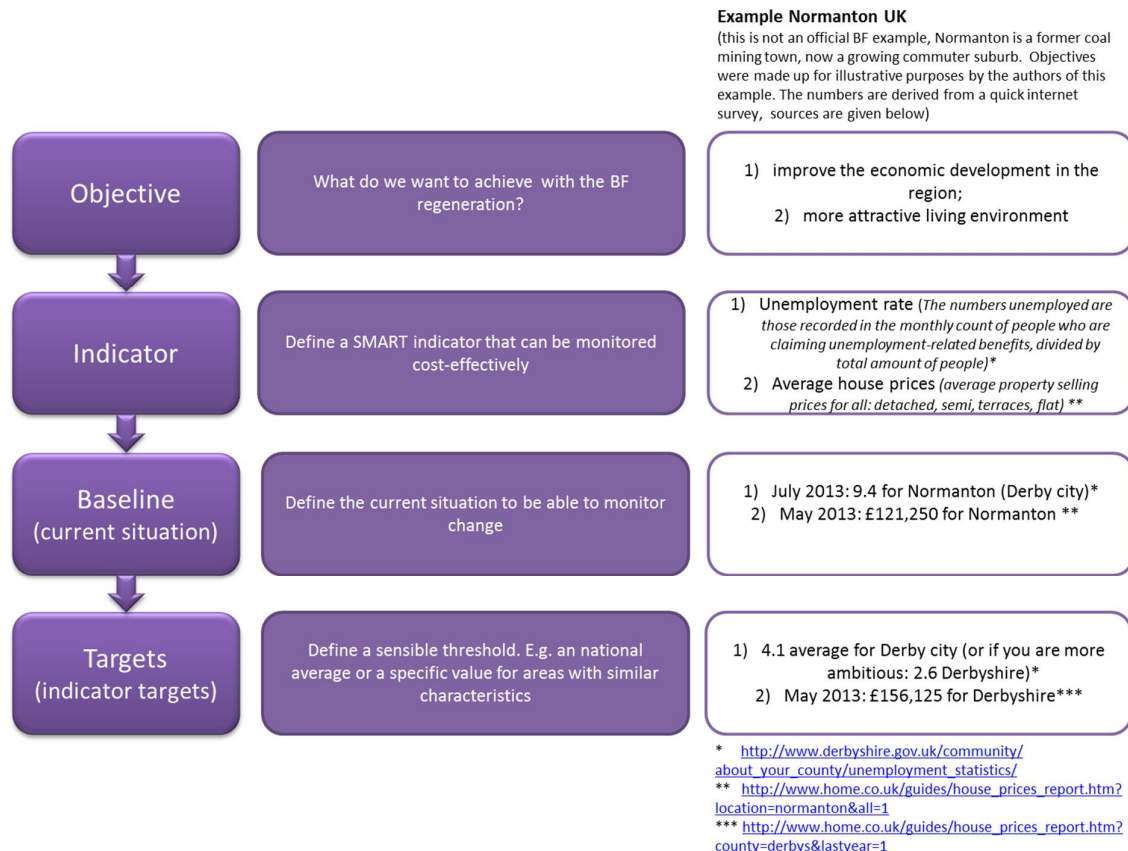 Example Normanton UK
(this is not an official BF example, Normanton is a former coal
mining town, now a growing commuter suburb. Objectives
were made up for illustrative purposes by the authors of this
example. The numbers are derived from a quick internet
survey, sources are given below)
Objective
What do we want to achieve with the BF
regeneration?
1) improve the economic development in the
region;
2) more attractive living environment
Indicator
Define a SMART indicator that can be monitored
cost-effectively
1) Unemployment rate (The numbers unemployed are
those recorded in the monthly count of people who are
claiming unemployment-related benefits, divided by
total amount of people)*
2) Average house prices (average property selling
prices for all: detached, semi, terraces, flat) **
Baseline
(current situation)
Define the current situation to be able to monitor
change
1) July 2013: 9.4 for Normanton (Derby city)*
2) May 2013: £121,250 for Normanton **
Targets
(indicator targets)
Define a sensible threshold. E.g. an national
average or a specific value for areas with similar
characteristics
1) 4.1 average for Derby city (or if you are more
ambitious: 2.6 Derbyshire)*
2) May 2013: £156,125 for Derbyshire***
* http://www.derbyshire.gov.uk/community/
about_your_county/unemployment_statistics/
** http://www.home.co.uk/guides/house_prices_report.htm?
location=normanton&all=1
*** http://www.home.co.uk/guides/house_prices_report.htm?
county=derbys&lastyear=1